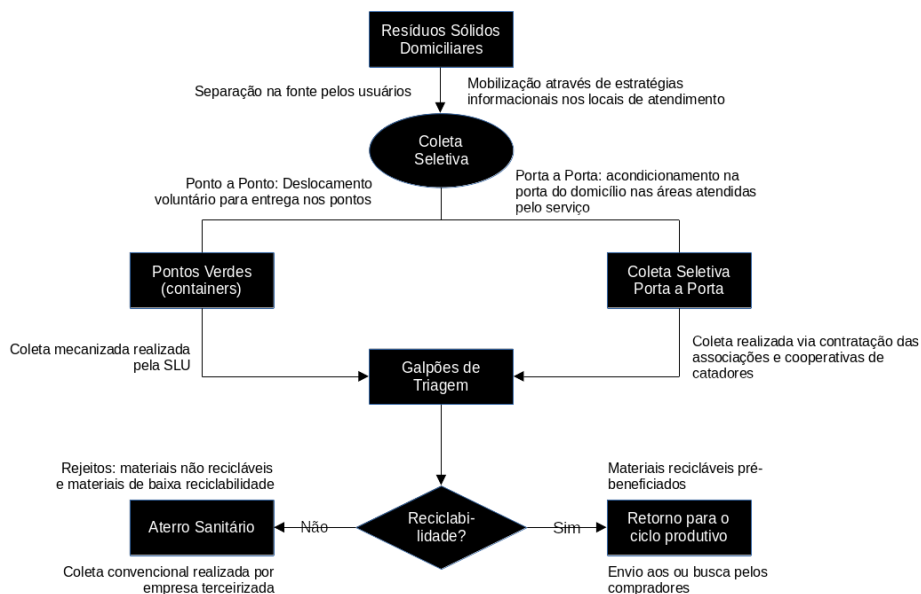 Resíduos Sólidos
Domiciliares
Separação na fonte pelos usuários
Mobilização através de estratégias
informacionais nos locais de atendimento
Coleta
Seletiva
Ponto a Ponto: Deslocamento
voluntário para entrega nos pontos
Porta a Porta: acondicionamento na
porta do domicílio nas áreas atendidas
pelo serviço
Pontos Verdes
(containers)
Coleta Seletiva
Porta a Porta
Coleta mecanizada realizada
pela SLU
Galpões de
Triagem
Coleta realizada via contratação das
associações e cooperativas de
catadores
Rejeitos: materiais não recicláveis
e materiais de baixa reciclabilidade
Materiais recicláveis pré-
beneficiados
Aterro Sanitário
Não
Reciclabi-
lidade?
Sim
Retorno para o
ciclo produtivo
Coleta convencional realizada por
empresa terceirizada
Envio aos ou busca pelos
compradores